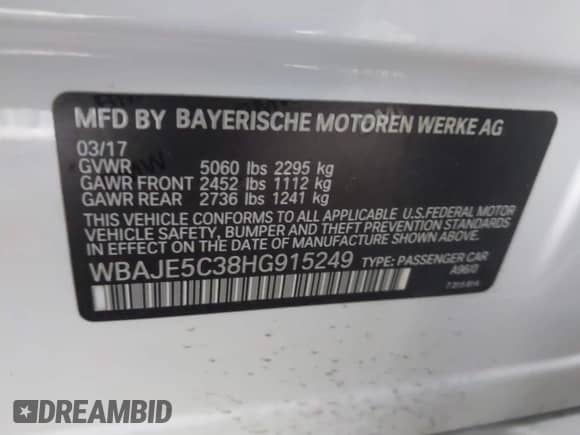 MFD BY BAYERISCHE MOTOREN WERKE AG
03/17
GVWR 5060 lbs 2295 kg
GAWR FRONT 2452 lbs 1112 kg
GAWR REAR 2736 lbs 1241 kg
THIS VEHICLE CONFORMS TO ALL APPLICABLE U.S.FEDERAL MOTOR
VEHICLE SAFETY, BUMPER AND THEFT PREVENTION STANDARDS
IN EFFECT ON THE DATE OF MANUFACTURE SHOWN ABOVE.
WBAJE5C38HG915249 TYPE: PASSENGER CAR
A96/0
DREAMBID